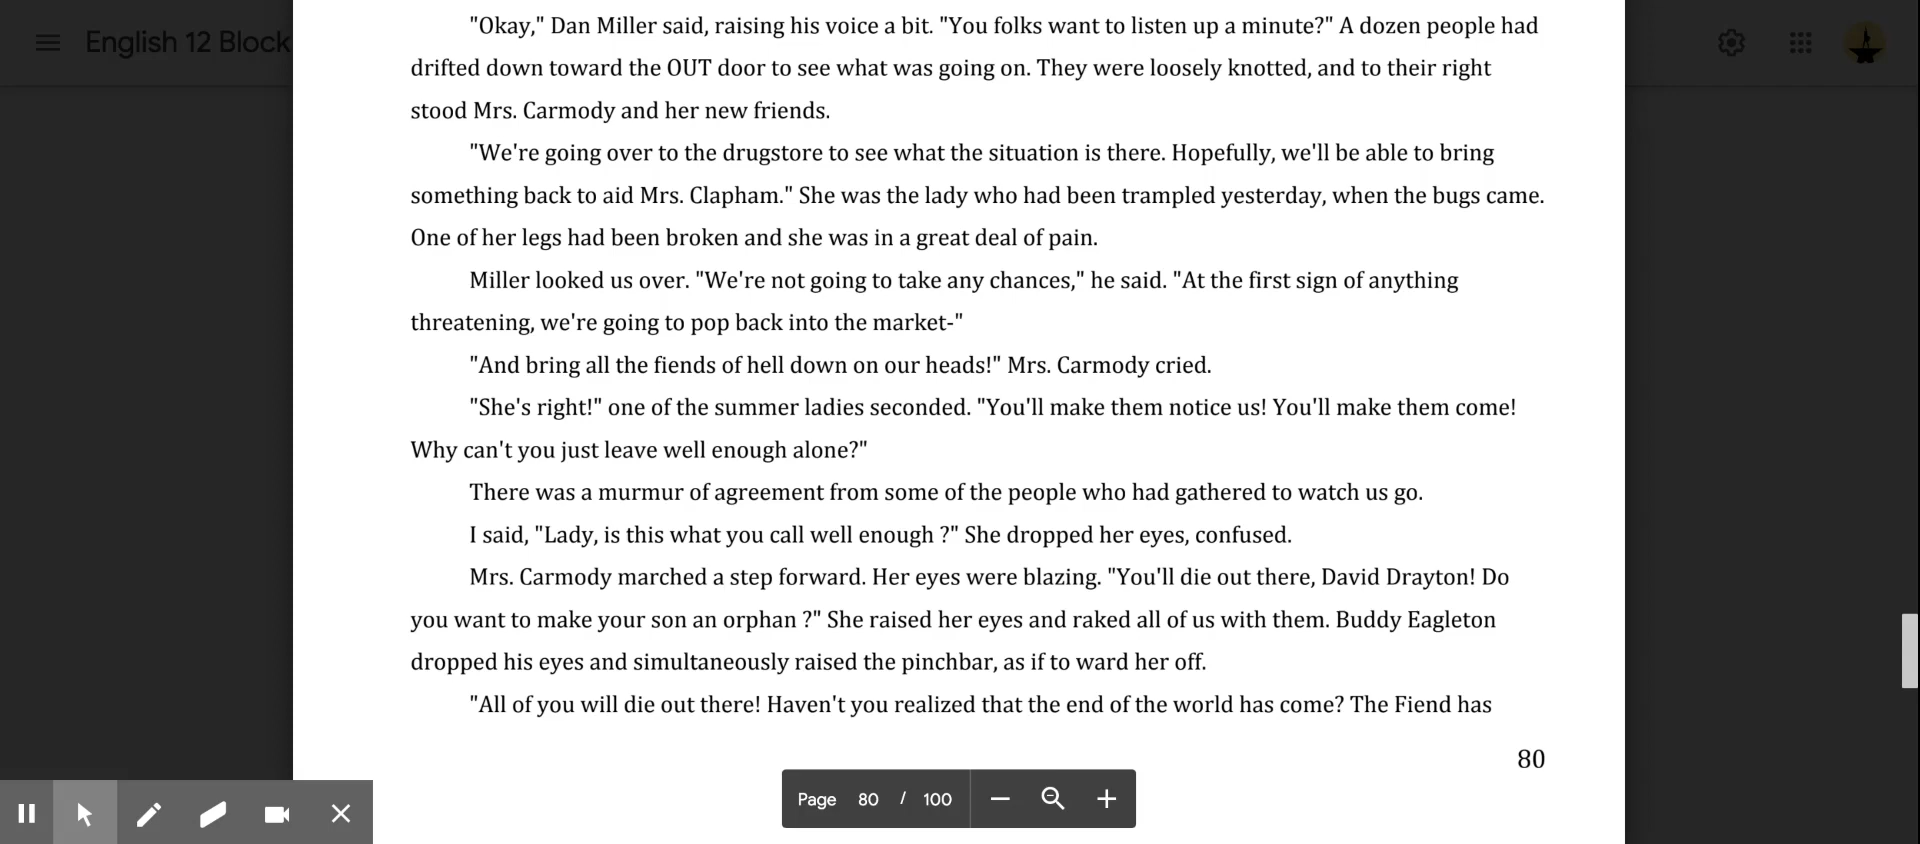 English 12 Block
"Okay," Dan Miller said, raising his voice a bit. "You folks want to listen up a minute?" A dozen people had
drifted down toward the OUT door to see what was going on. They were loosely knotted, and to their right
stood Mrs. Carmody and her new friends.
"We're going over to the drugstore to see what the situation is there. Hopefully, we'll be able to bring
something back to aid Mrs. Clapham." She was the lady who had been trampled yesterday, when the bugs came.
One of her legs had been broken and she was in a great deal of pain.
Miller looked us over. "We're not going to take any chances," he said. "At the first sign of anything
threatening, we're going to pop back into the market-"
"And bring all the fiends of hell down on our heads!" Mrs. Carmody cried.
"She's right!" one of the summer ladies seconded. "You'll make them notice us! You'll make them come!
Why can't you just leave well enough alone?"
There was a murmur of agreement from some of the people who had gathered to watch us go.
I said, "Lady, is this what you call well enough ?" She dropped her eyes, confused.
Mrs. Carmody marched a step forward. Her eyes were blazing. "You'll die out there, David Drayton! Do
you want to make your son an orphan ?" She raised her eyes and raked all of us with them. Buddy Eagleton
dropped his eyes and simultaneously raised the pinchbar, as if to ward her off.
"All of you will die out there! Haven't you realized that the end of the world has come? The Fiend has
80
Page 80 / 100